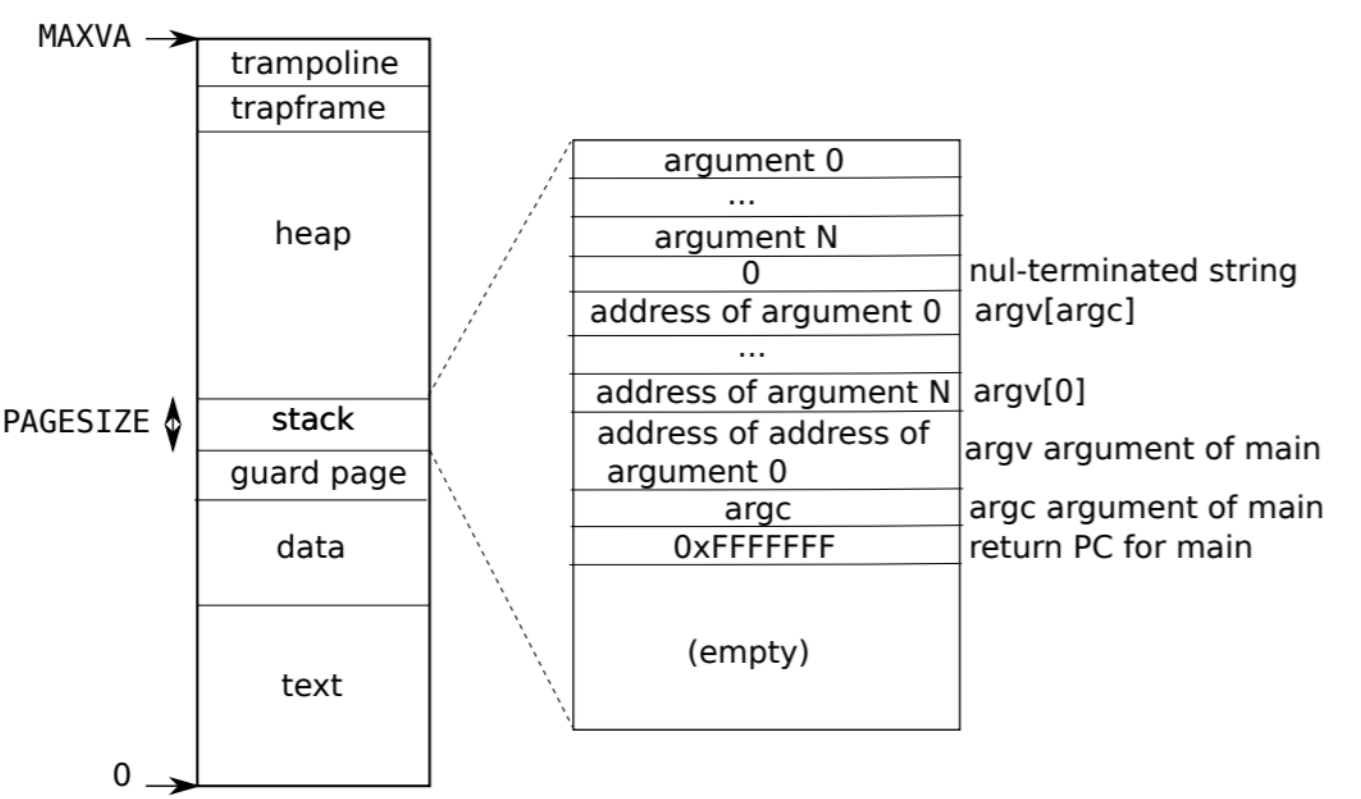 MAXVA
trampoline
trapframe
heap
PAGESIZE
stack
guard page
data
text
0
argument 0
...
argument N
0
nul-terminated string
address of argument 0
argv[argc]
...
address of argument N
argv[0]
address of address of
argument 0
argv argument of main
argc
argc argument of main
0xFFFFFFF
return PC for main
(empty)